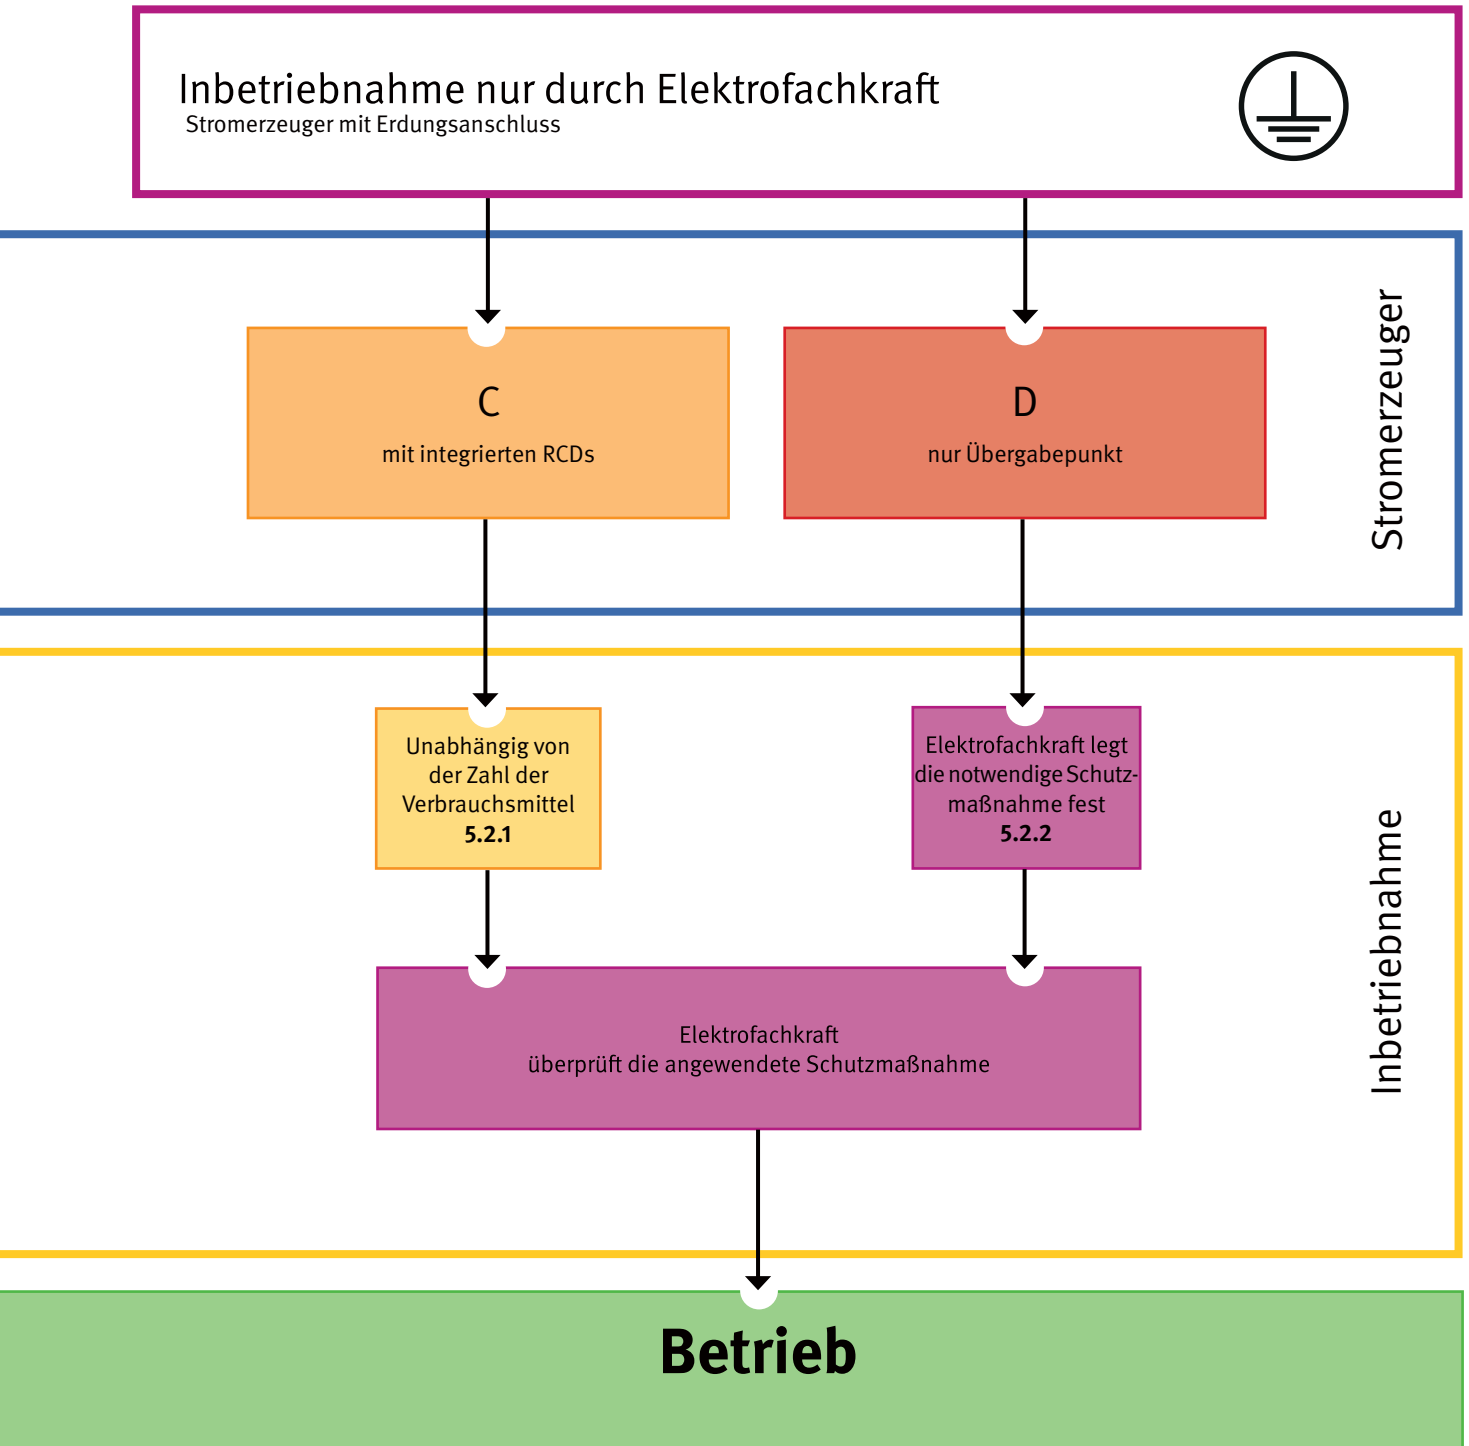 Inbetriebnahme nur durch Elektrofachkraft
Stromerzeuger mit Erdungsanschluss
C
mit integrierten RCDs
D
nur Übergabepunkt
Stromerzeuger
Unabhängig von
der Zahl der
Verbrauchsmittel
5.2.1
Elektrofachkraft legt
die notwendige Schutz-
maßnahme fest
5.2.2
Inbetriebnahme
Elektrofachkraft
überprüft die angewendete Schutzmaßnahme
Betrieb